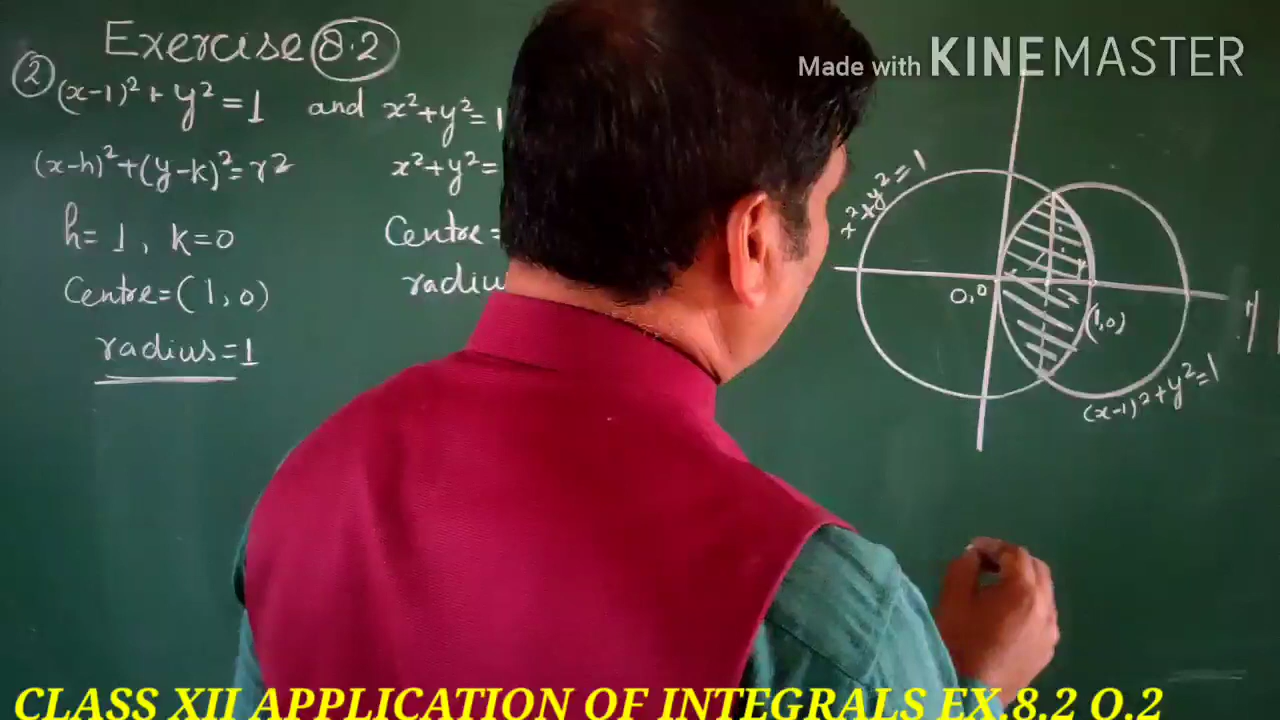 Exercise 8.2
Made with KINEMASTER
② (x-1)² + y² = 1 and x² + y² = 1
(x-h)² + (y-k)² = r²
x² + y² =
h = 1, k = 0
Centre =
Centre = (1, 0)
radius = 1
x² + y² = 1
0,0
(1,0)
(x-1)² + y² = 1
CLASS XII APPLICATION OF INTEGRALS EX.8.2 Q.2